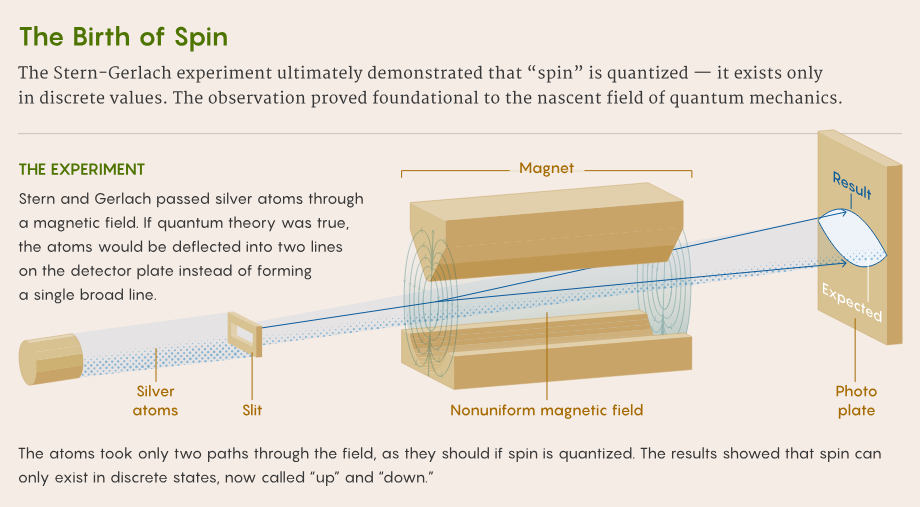 The Birth of Spin
The Stern-Gerlach experiment ultimately demonstrated that “spin” is quantized — it exists only
in discrete values. The observation proved foundational to the nascent field of quantum mechanics.
THE EXPERIMENT
Stern and Gerlach passed silver atoms through
a magnetic field. If quantum theory was true,
the atoms would be deflected into two lines
on the detector plate instead of forming
a single broad line.
Magnet
Result
Expected
Silver
atoms
Slit
Nonuniform magnetic field
Photo
plate
The atoms took only two paths through the field, as they should if spin is quantized. The results showed that spin can
only exist in discrete states, now called “up” and “down.”